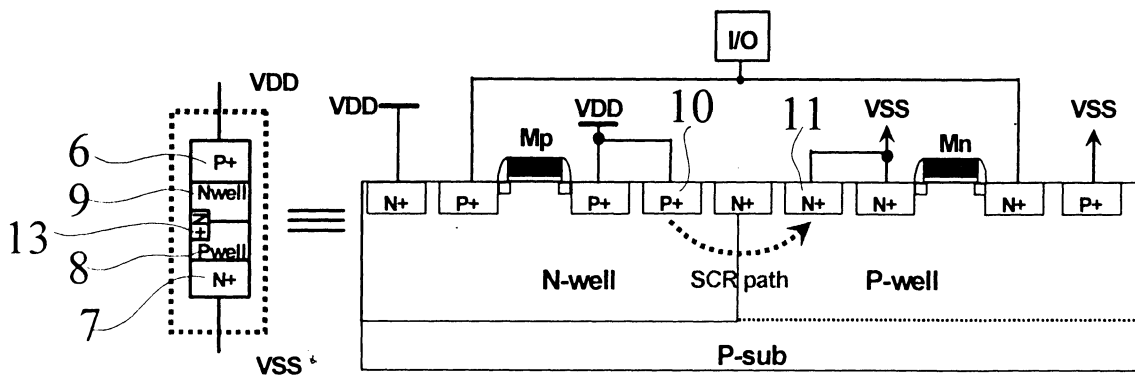 I/O
VDD
VDD
VDD
10
11
VSS
VSS
6
P+
Mp
Mn
9
Nwell
N+
P+
P+
P+
N+
N+
N+
N+
P+
13
N+
8
Pwell
N-well
SCR path
P-well
7
N+
VSS
P-sub